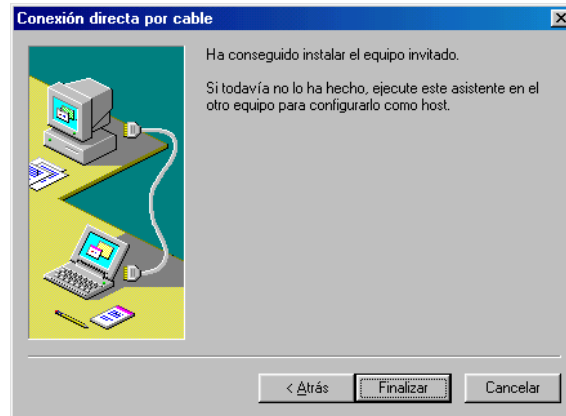 Conexión directa por cable
Ha conseguido instalar el equipo invitado.
Si todavía no lo ha hecho, ejecute este asistente en el
otro equipo para configurarlo como host.
< Atrás
Finalizar
Cancelar